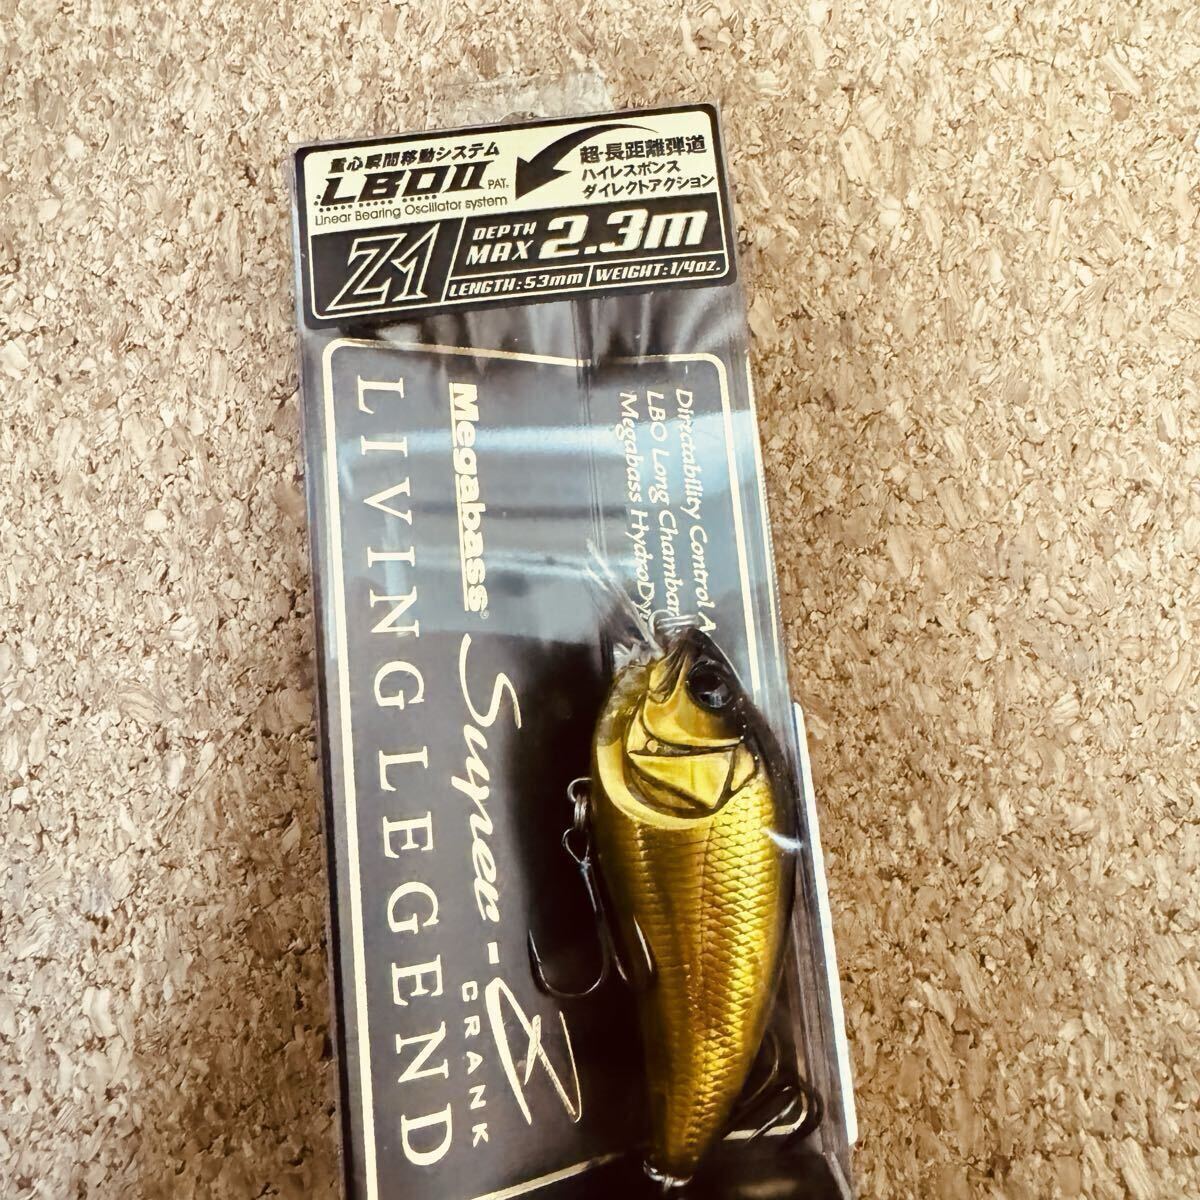 重心瞬間移動システム
LBOII PAT.
Linear Bearing Oscillator system
超・長距離弾道
ハイレスポンス
ダイレクトアクション
Z1
DEPTH MAX 2.3m
LENGTH:53mm WEIGHT:1/4oz.
Directability Control A
LBO Long Chambar
Megabass HydroDy
Megabass®
Super-Z
CRANK
LIVING LEGEND